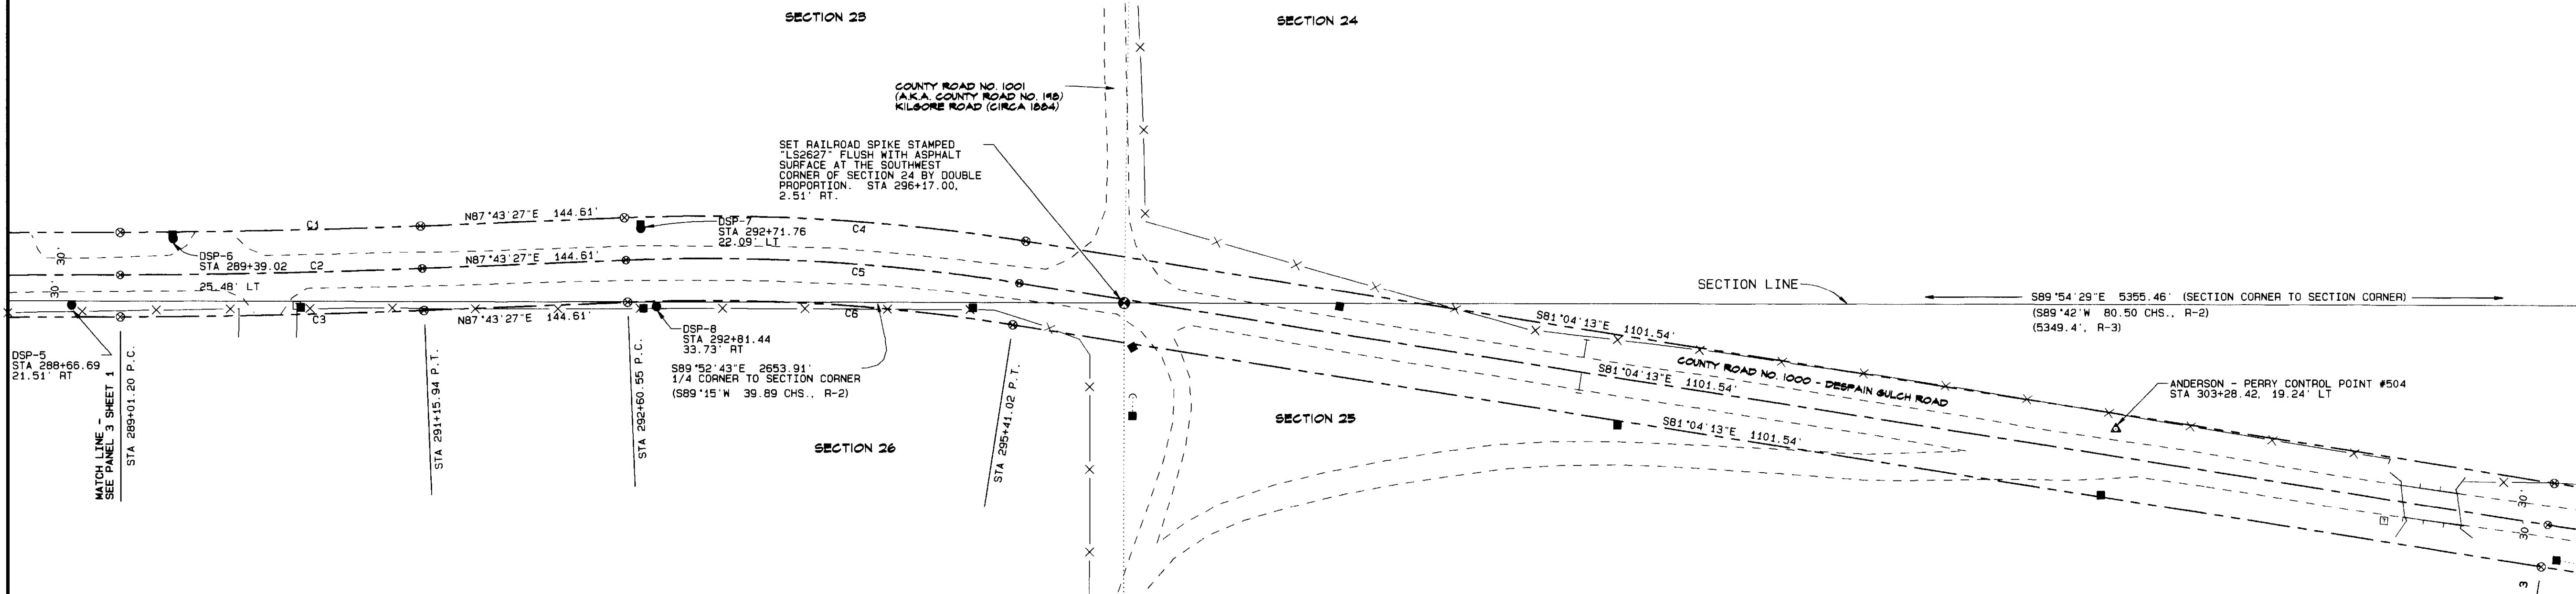 SECTION 23
SECTION 24
COUNTY ROAD NO. 1001
(A.K.A. COUNTY ROAD NO. 198)
KILGORE ROAD (CIRCA 1884)
SET RAILROAD SPIKE STAMPED
"LS2627" FLUSH WITH ASPHALT
SURFACE AT THE SOUTHWEST
CORNER OF SECTION 24 BY DOUBLE
PROPORTION. STA 296+17.00,
2.51' RT.
C1
N87°43'27"E 144.61'
DSP-7
STA 292+71.76
22.09' LT
C4
30'
DSP-6
STA 289+39.02
25.48' LT
C2
N87°43'27"E 144.61'
C5
30'
SECTION LINE
S89°54'29"E 5355.46' (SECTION CORNER TO SECTION CORNER)
(S89°42'W 80.50 CHS., R-2)
(5349.4', R-3)
C3
N87°43'27"E 144.61'
C6
DSP-5
STA 288+66.69
21.51' RT
DSP-8
STA 292+81.44
33.73' RT
S89°52'43"E 2653.91'
1/4 CORNER TO SECTION CORNER
(S89°15'W 39.89 CHS., R-2)
MATCH LINE -
SEE PANEL 3 SHEET 1
STA 289+01.20 P.C.
STA 291+15.94 P.T.
STA 292+60.55 P.C.
STA 295+41.02 P.T.
S81°04'13"E 1101.54'
COUNTY ROAD NO. 1000 - DESPAIN GULCH ROAD
S81°04'13"E 1101.54'
ANDERSON - PERRY CONTROL POINT #504
STA 303+28.42, 19.24' LT
SECTION 25
S81°04'13"E 1101.54'
SECTION 26
30'
30'
3